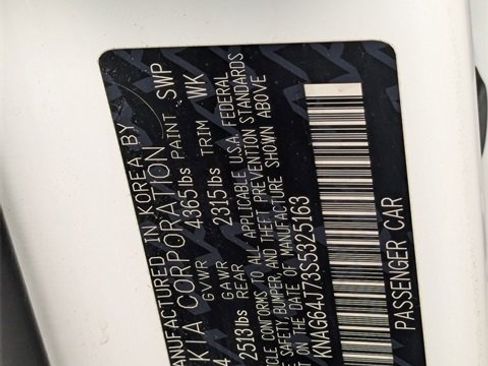 MANUFACTURED IN KOREA BY
KIA CORPORATION
GVWR 4365lbs PAINT SWP
GAWR 2315lbs TRIM WK
2513lbs REAR
CONFORMS TO ALL APPLICABLE U.S.A. FEDERAL
SAFETY BUMPER AND THEFT PREVENTION STANDARDS
ON THE DATE OF MANUFACTURE SHOWN ABOVE
KNAG64J73S5325163
PASSENGER CAR